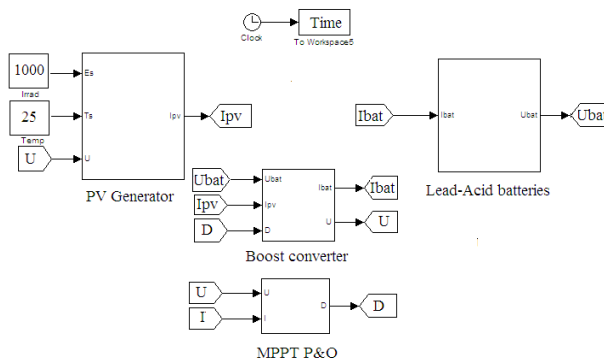 Time
Clock
To Workspace5
1000
Es
Irrad
25
Ts
Ipv
Ipv
Temp
U
U
PV Generator
Ibat
Ibat
Ubat
Ubat
Lead-Acid batteries
Ubat
Ubat
Ibat
Ibat
Ipv
Ipv
D
D
U
U
Boost converter
U
U
D
D
I
I
MPPT P&O